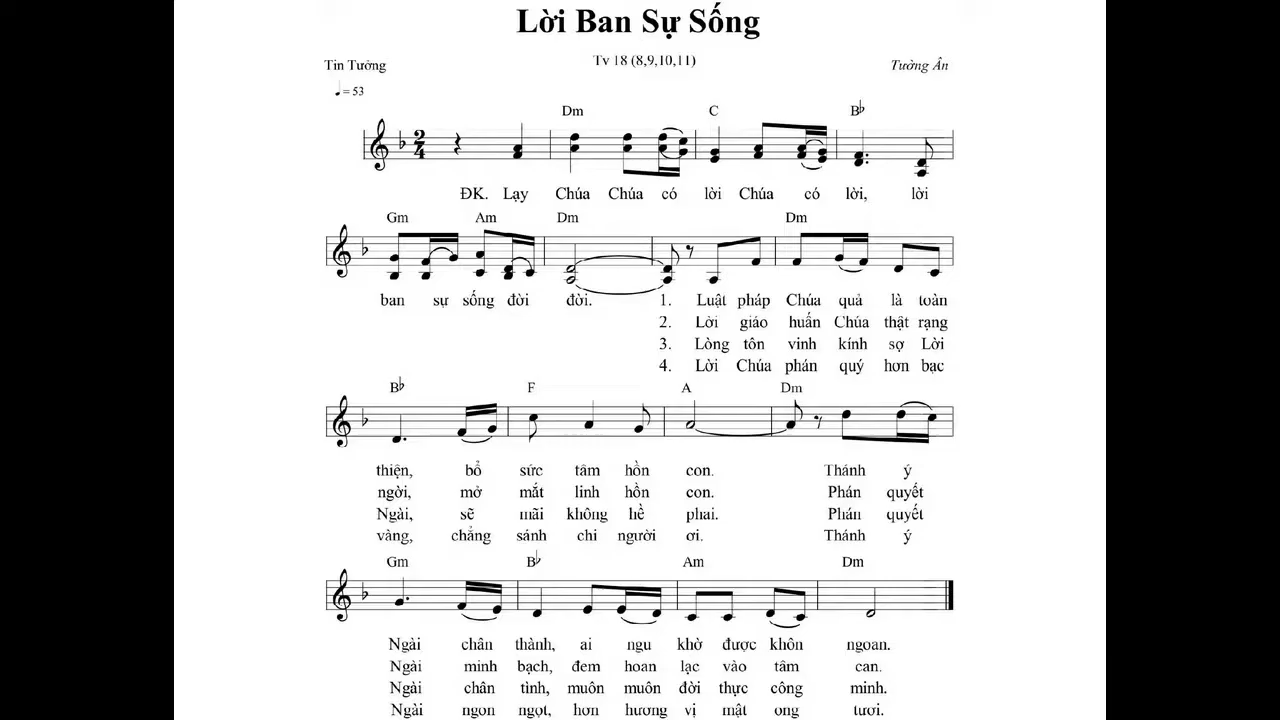 Lời Ban Sự Sống
Tv 18 (8,9,10,11)
Tin Tưởng
Tường Ân
♩ = 53
Dm C B♭
2
4
ĐK. Lạy Chúa Chúa có lời Chúa có lời, lời
Gm Am Dm Dm
ban sự sống đời đời. 1. Luật pháp Chúa quả là toàn
2. Lời giáo huấn Chúa thật rạng
3. Lòng tôn vinh kính sợ Lời
4. Lời Chúa phán quý hơn bạc
B♭ F A Dm
thiện, bổ sức tâm hồn con. Thánh ý
ngời, mở mắt linh hồn con. Phán quyết
Ngài, sẽ mãi không hề phai. Phán quyết
vàng, chẳng sánh chi người ơi. Thánh ý
Gm B♭ Am Dm
Ngài chân thành, ai ngu khờ được khôn ngoan.
Ngài minh bạch, đem hoan lạc vào tâm can.
Ngài chân tình, muôn muôn đời thực công minh.
Ngài ngon ngọt, hơn hương vị mật ong tươi.